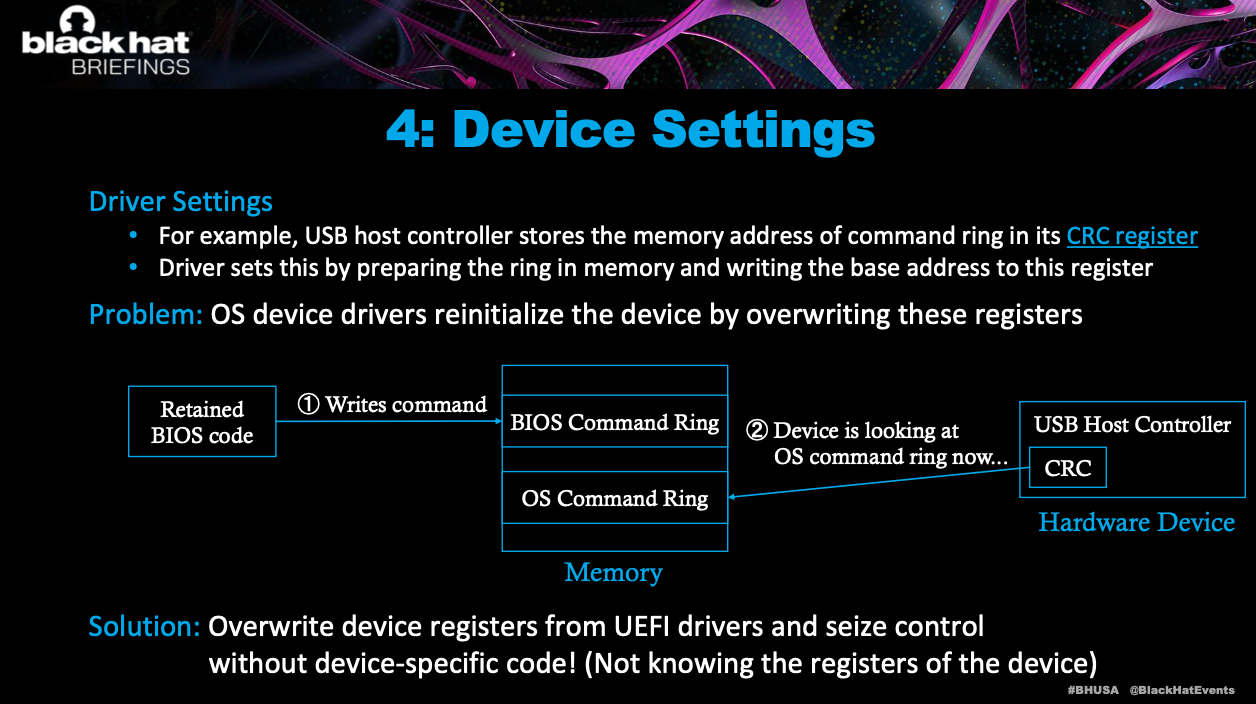 black hat
BRIEFINGS
4: Device Settings
Driver Settings
• For example, USB host controller stores the memory address of command ring in its CRC register
• Driver sets this by preparing the ring in memory and writing the base address to this register
Problem: OS device drivers reinitialize the device by overwriting these registers
Retained
BIOS code
① Writes command
BIOS Command Ring
OS Command Ring
Memory
② Device is looking at
OS command ring now...
USB Host Controller
CRC
Hardware Device
Solution: Overwrite device registers from UEFI drivers and seize control
without device-specific code! (Not knowing the registers of the device)
#BHUSA @BlackHatEvents